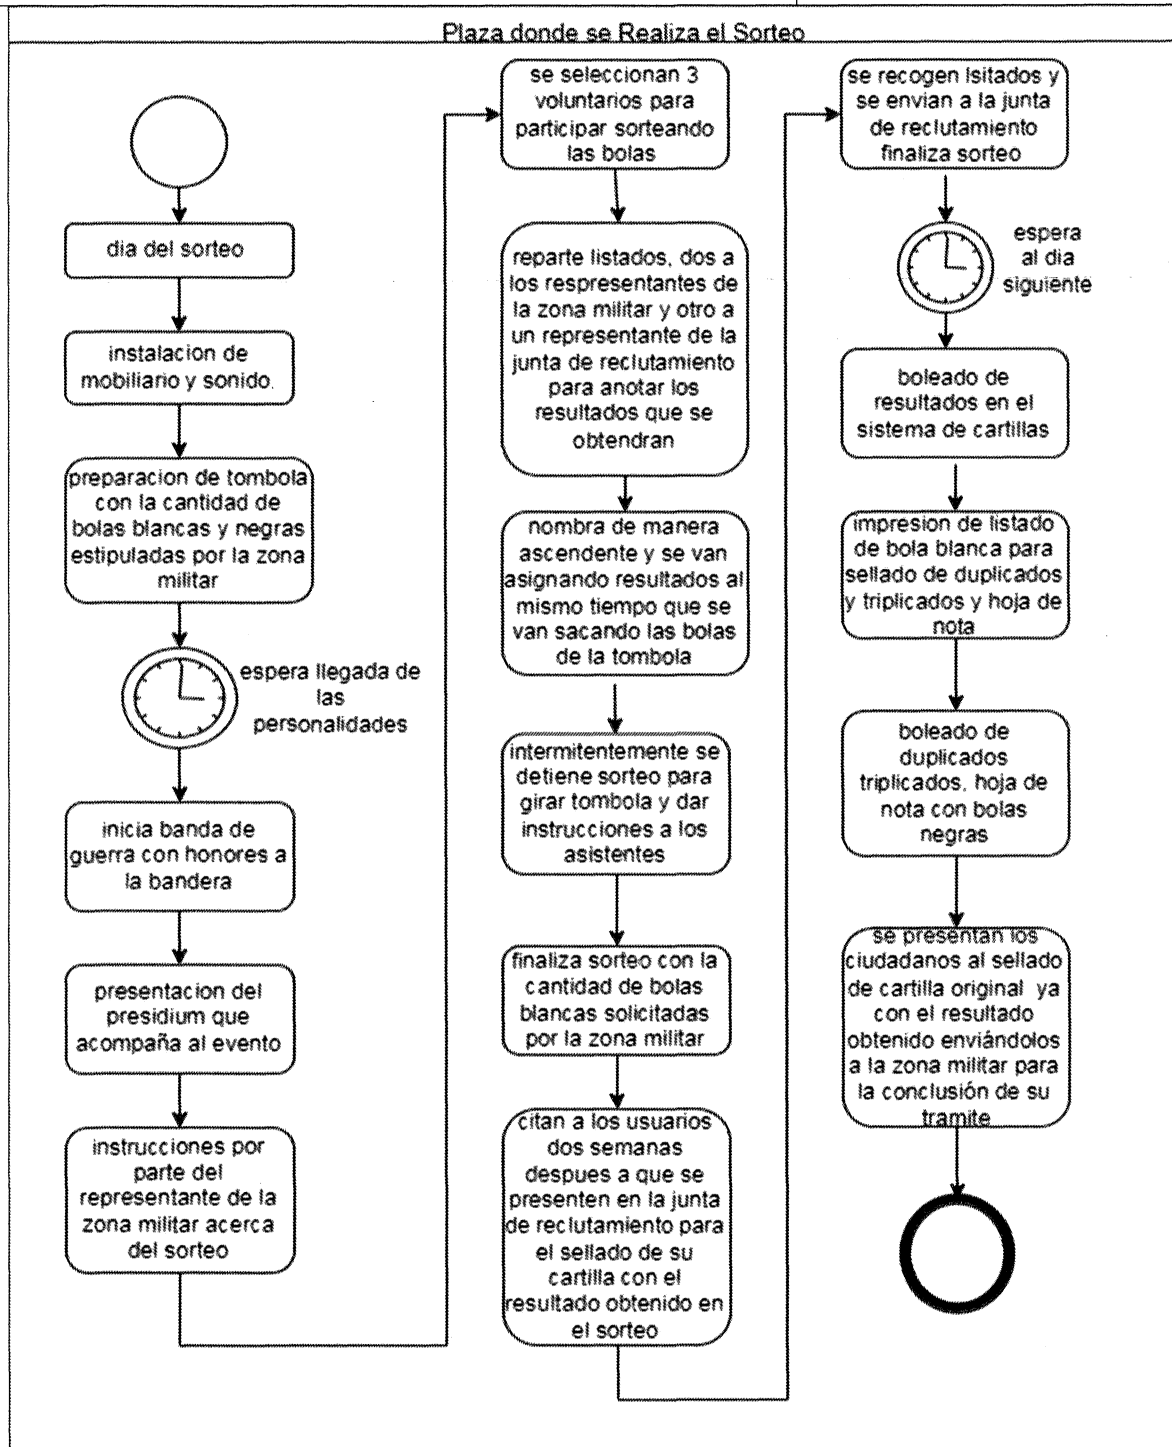 Plaza donde se Realiza el Sorteo
dia del sorteo
instalacion de
mobiliario y sonido.
preparacion de tombola
con la cantidad de
bolas blancas y negras
estipuladas por la zona
militar
espera llegada de
las
personalidades
inicia banda de
guerra con honores a
la bandera
presentacion del
presidium que
acompaña al evento
instrucciones por
parte del
representante de la
zona militar acerca
del sorteo
se seleccionan 3
voluntarios para
participar sorteando
las bolas
reparte listados, dos a
los respresentantes de
la zona militar y otro a
un representante de la
junta de reclutamiento
para anotar los
resultados que se
obtendran
nombra de manera
ascendente y se van
asignando resultados al
mismo tiempo que se
van sacando las bolas
de la tombola
intermitentemente se
detiene sorteo para
girar tombola y dar
instrucciones a los
asistentes
finaliza sorteo con la
cantidad de bolas
blancas solicitadas
por la zona militar
citan a los usuarios
dos semanas
despues a que se
presenten en la junta
de reclutamiento para
el sellado de su
cartilla con el
resultado obtenido en
el sorteo
se recogen lsitados y
se envian a la junta
de reclutamiento
finaliza sorteo
espera
al dia
siguiente
boleado de
resultados en el
sistema de cartillas
impresion de listado
de bola blanca para
sellado de duplicados
y triplicados y hoja de
nota
boleado de
duplicados
triplicados, hoja de
nota con bolas
negras
se presentan los
ciudadanos al sellado
de cartilla original ya
con el resultado
obtenido enviándolos
a la zona militar para
la conclusión de su
tramite